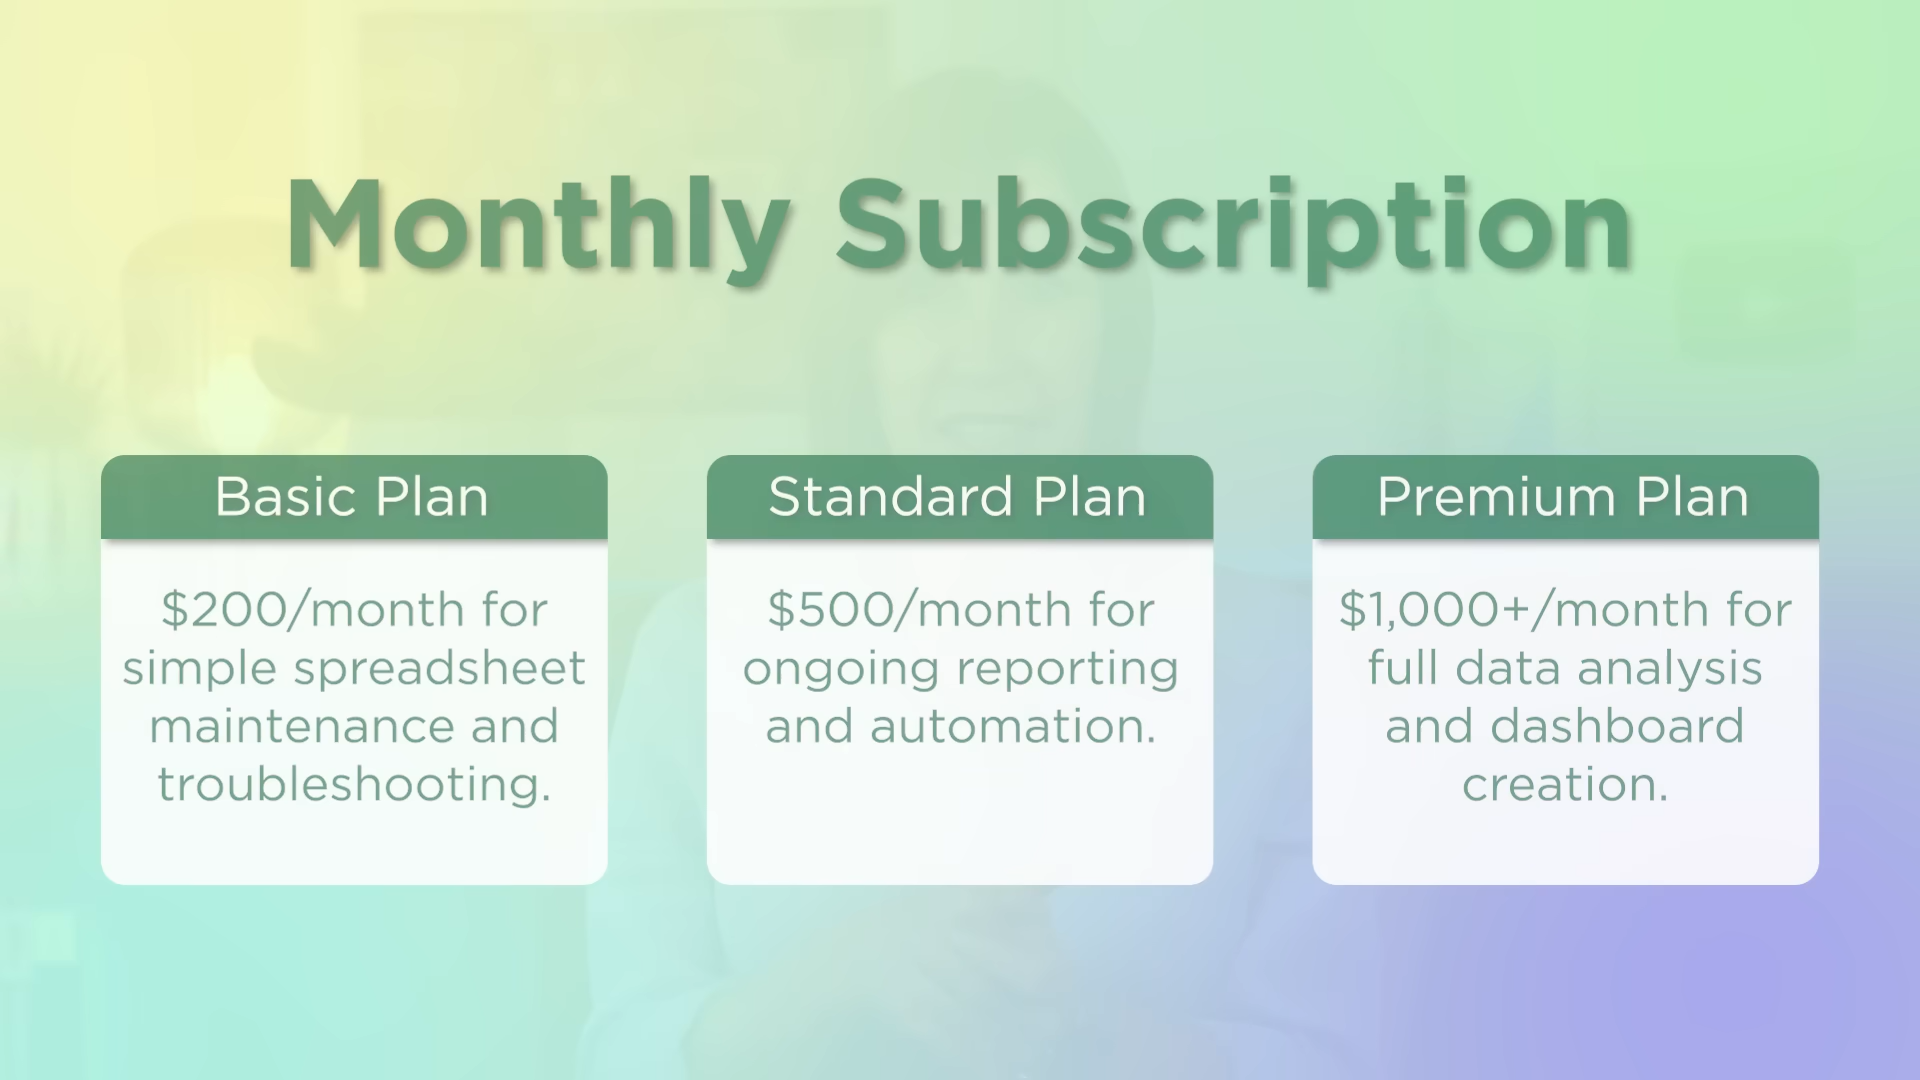 Monthly Subscription
Basic Plan
$200/month for
simple spreadsheet
maintenance and
troubleshooting.
Standard Plan
$500/month for
ongoing reporting
and automation.
Premium Plan
$1,000+/month for
full data analysis
and dashboard
creation.